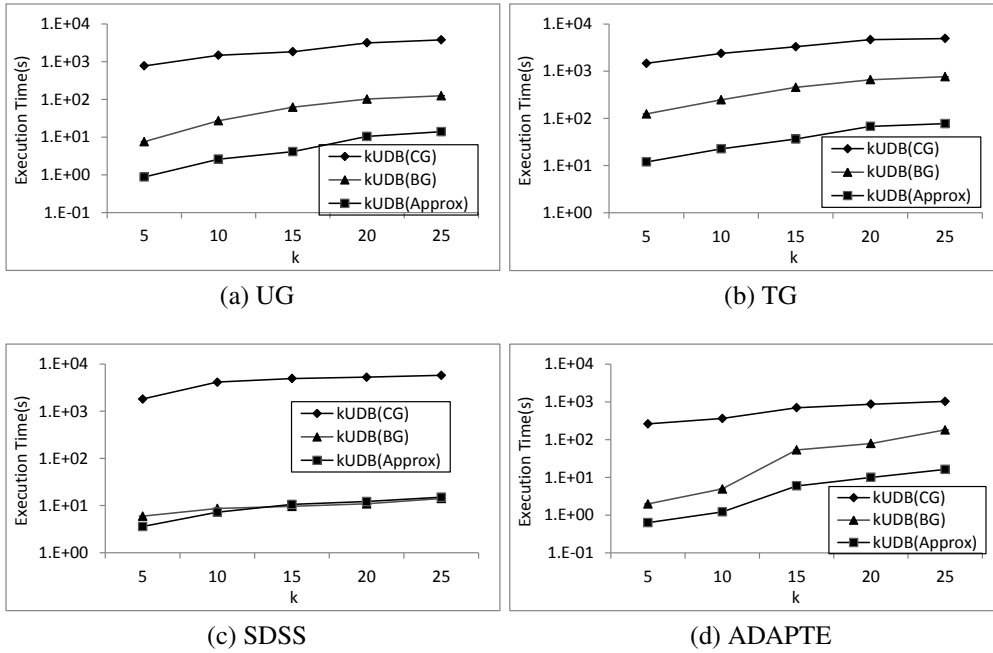 1.E+04
1.E+03
1.E+02
1.E+01
1.E+00
1.E-01
Execution Time(s)
kUDB(CG)
kUDB(BG)
kUDB(Approx)
5 10 15 20 25
k
(a) UG
1.E+04
1.E+03
1.E+02
1.E+01
1.E+00
Execution Time(s)
kUDB(CG)
kUDB(BG)
kUDB(Approx)
5 10 15 20 25
k
(b) TG
1.E+04
1.E+03
1.E+02
1.E+01
1.E+00
Execution Time(s)
kUDB(CG)
kUDB(BG)
kUDB(Approx)
5 10 15 20 25
k
(c) SDSS
1.E+04
1.E+03
1.E+02
1.E+01
1.E+00
1.E-01
Execution Time(s)
kUDB(CG)
kUDB(BG)
kUDB(Approx)
5 10 15 20 25
k
(d) ADAPTE